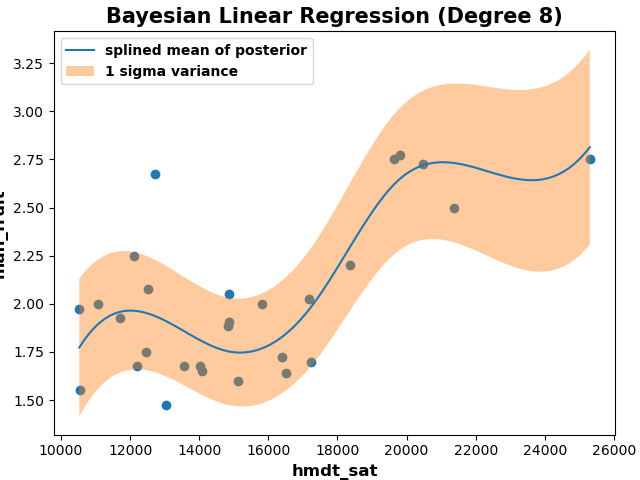 Bayesian Linear Regression (Degree 8)
splined mean of posterior
1 sigma variance
3.25
3.00
2.75
2.50
2.25
2.00
1.75
1.50
10000 12000 14000 16000 18000 20000 22000 24000 26000
hmdt_sat